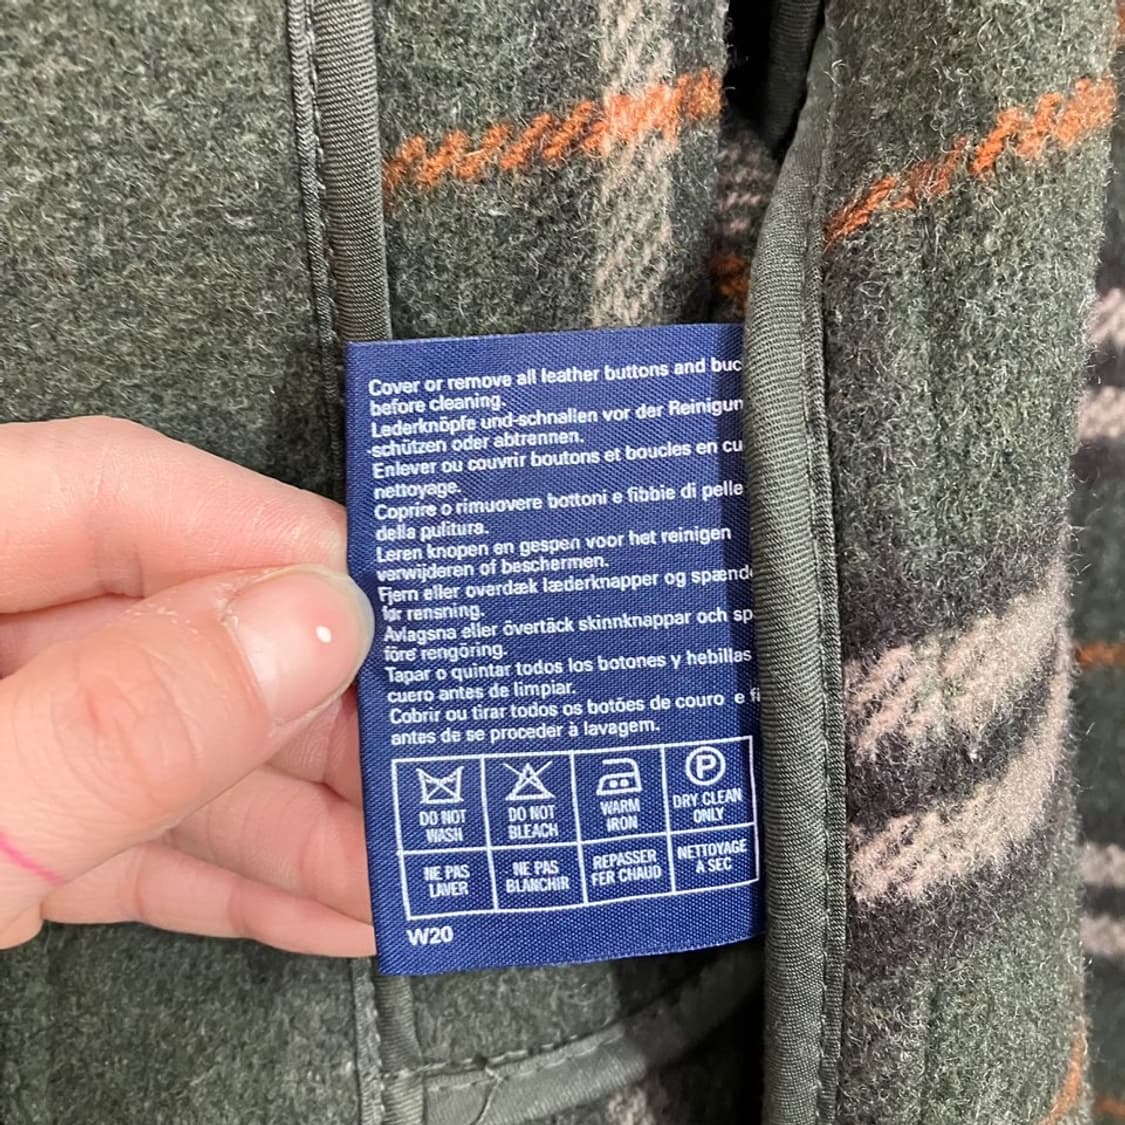 Cover or remove all leather buttons and buc
before cleaning.
Lederknöpfe und-schnallen vor der Reinigun
-schützen oder abtrennen.
Enlever ou couvrir boutons et boucles en cu
nettoyage.
Coprire o rimuovere bottoni e fibbie di pelle
della pulitura.
Leren knopen en gespen voor het reinigen
verwijderen of beschermen.
Fjern eller overdæk læderknapper og spænd
før rensning.
Avlagsna eller övertäck skinnknappar och sp
före rengöring.
Tapar o quintar todos los botones y hebillas
cuero antes de limpiar.
Cobrir ou tirar todos os botões de couro e fi
antes de se proceder à lavagem.
P
DO NOT
WASH
DO NOT
BLEACH
WARM
IRON
DRY CLEAN
ONLY
NE PAS
LAVER
NE PAS
BLANCHIR
REPASSER
FER CHAUD
NETTOYAGE
A SEC
W20